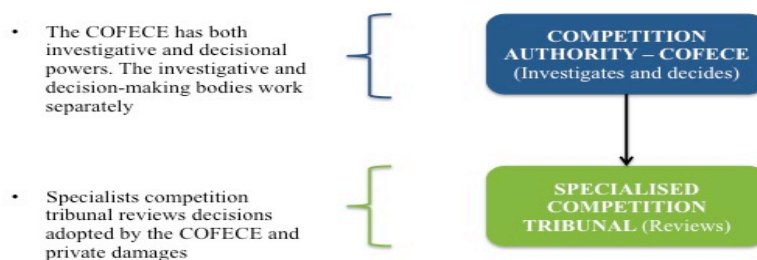 • The COFECE has both
investigative and decisional
powers. The investigative and
decision-making bodies work
separately
COMPETITION
AUTHORITY – COFECE
(Investigates and decides)
• Specialists competition
tribunal reviews decisions
adopted by the COFECE and
private damages
SPECIALISED
COMPETITION
TRIBUNAL (Reviews)